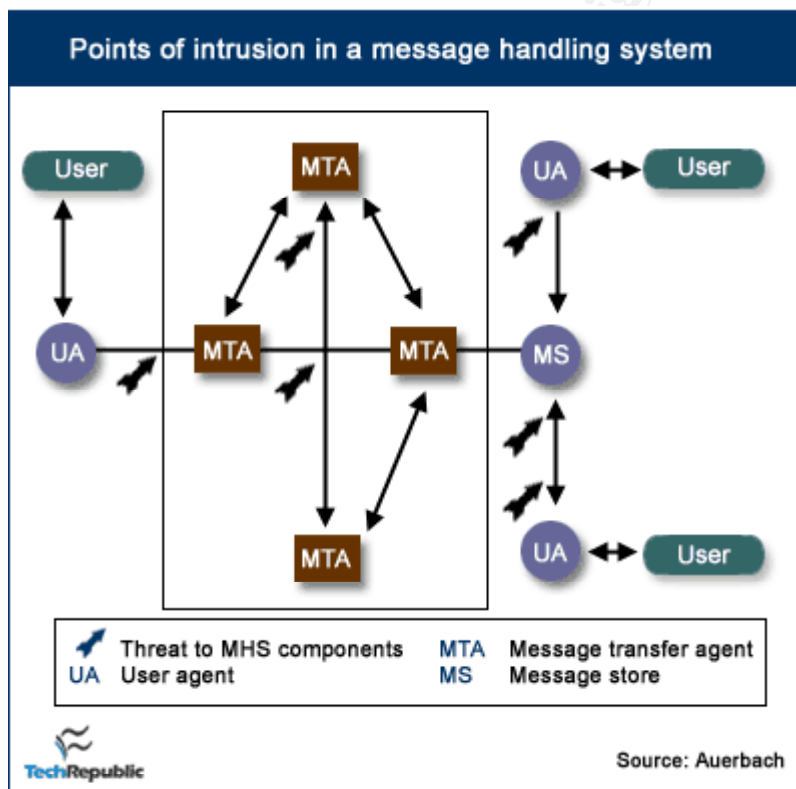 Points of intrusion in a message handling system
User
MTA
UA
User
UA
MTA
MTA
MS
MTA
UA
User
Threat to MHS components
MTA Message transfer agent
UA User agent
MS Message store
TechRepublic
Source: Auerbach